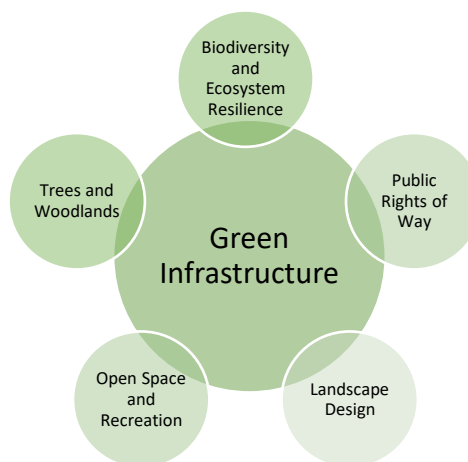 Biodiversity
and
Ecosystem
Resilience
Trees and
Woodlands
Public
Rights of
Way
Green
Infrastructure
Open Space
and
Recreation
Landscape
Design